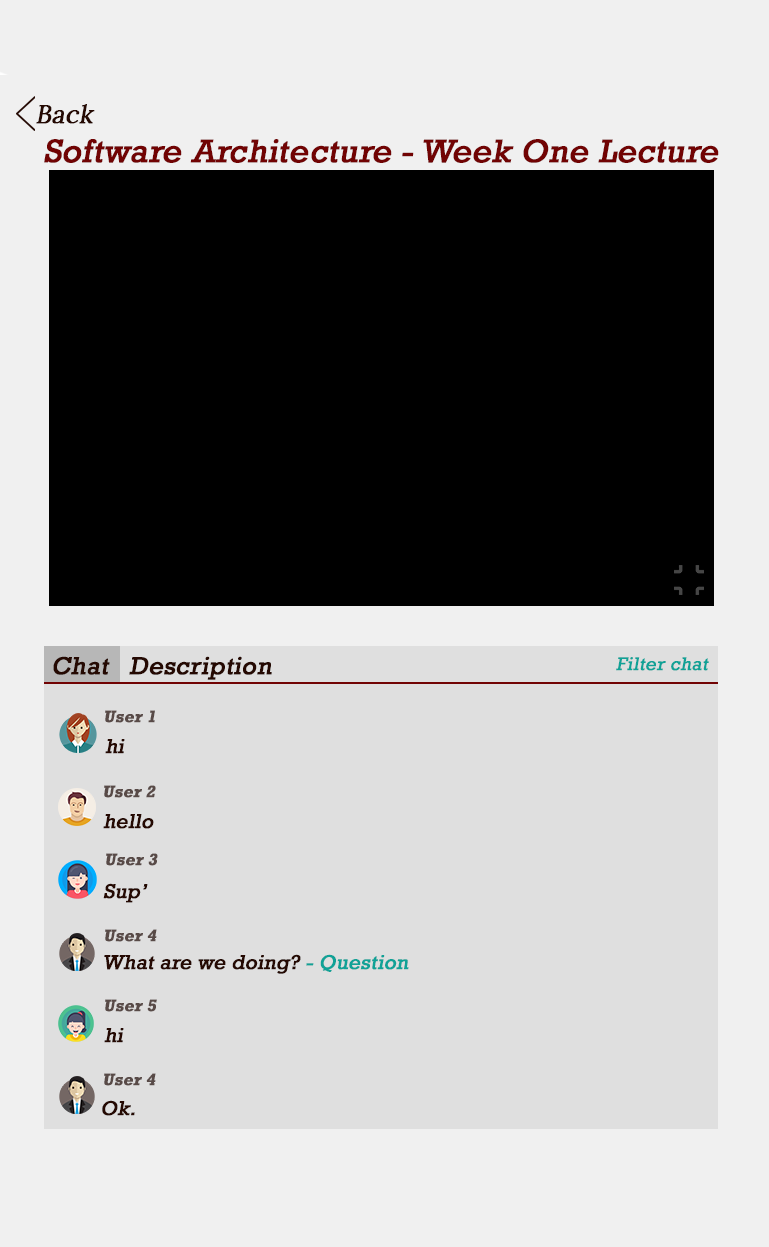 Back
Software Architecture - Week One Lecture
Chat Description Filter chat
User 1
hi
User 2
hello
User 3
Sup’
User 4
What are we doing? - Question
User 5
hi
User 4
Ok.